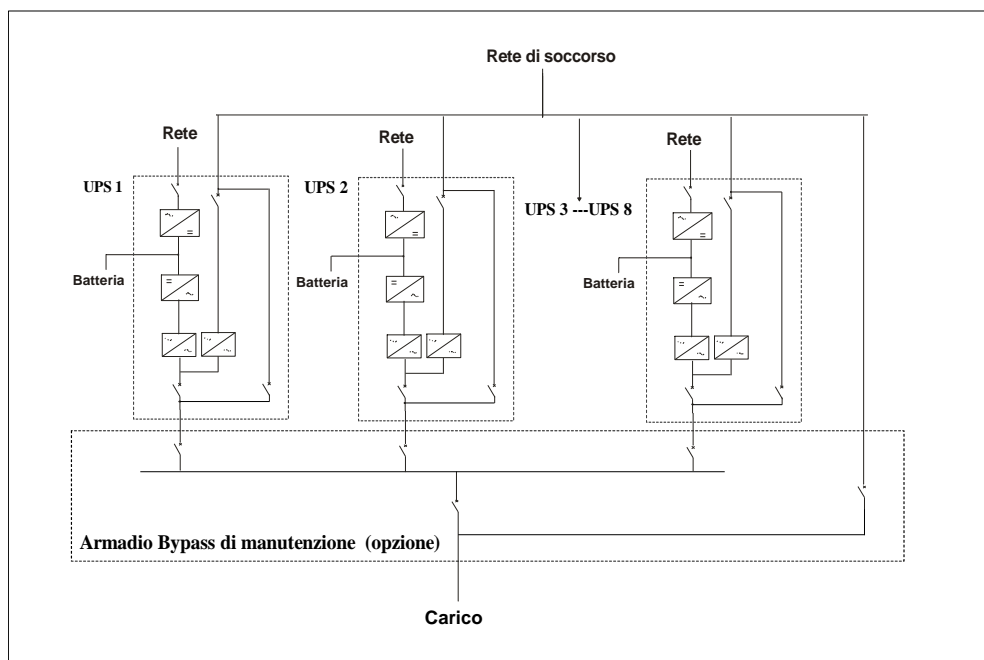 Rete di soccorso
Rete
Rete
Rete
UPS 1
UPS 2
UPS 3 ---UPS 8
Batteria
Batteria
Batteria
Armadio Bypass di manutenzione (opzione)
Carico